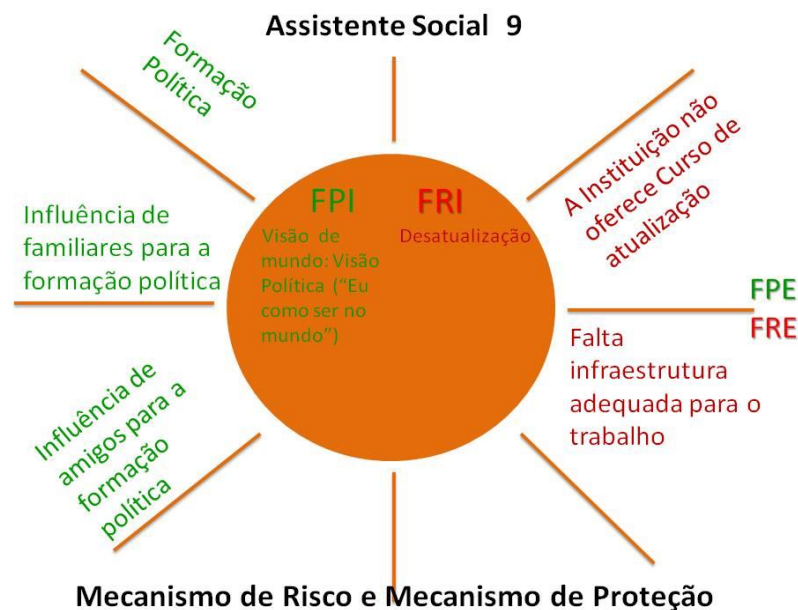 Assistente Social 9
Formação
Política
Influência de
familiares para a
formação política
Influência de
amigos para a
formação
política
FPI
Visão de
mundo: Visão
Política (“Eu
como ser no
mundo”)
FRI
Desatualização
A Instituição não
oferece Curso de
atualização
FPE
FRE
Falta
infraestrutura
adequada para o
trabalho
Mecanismo de Risco e Mecanismo de Proteção